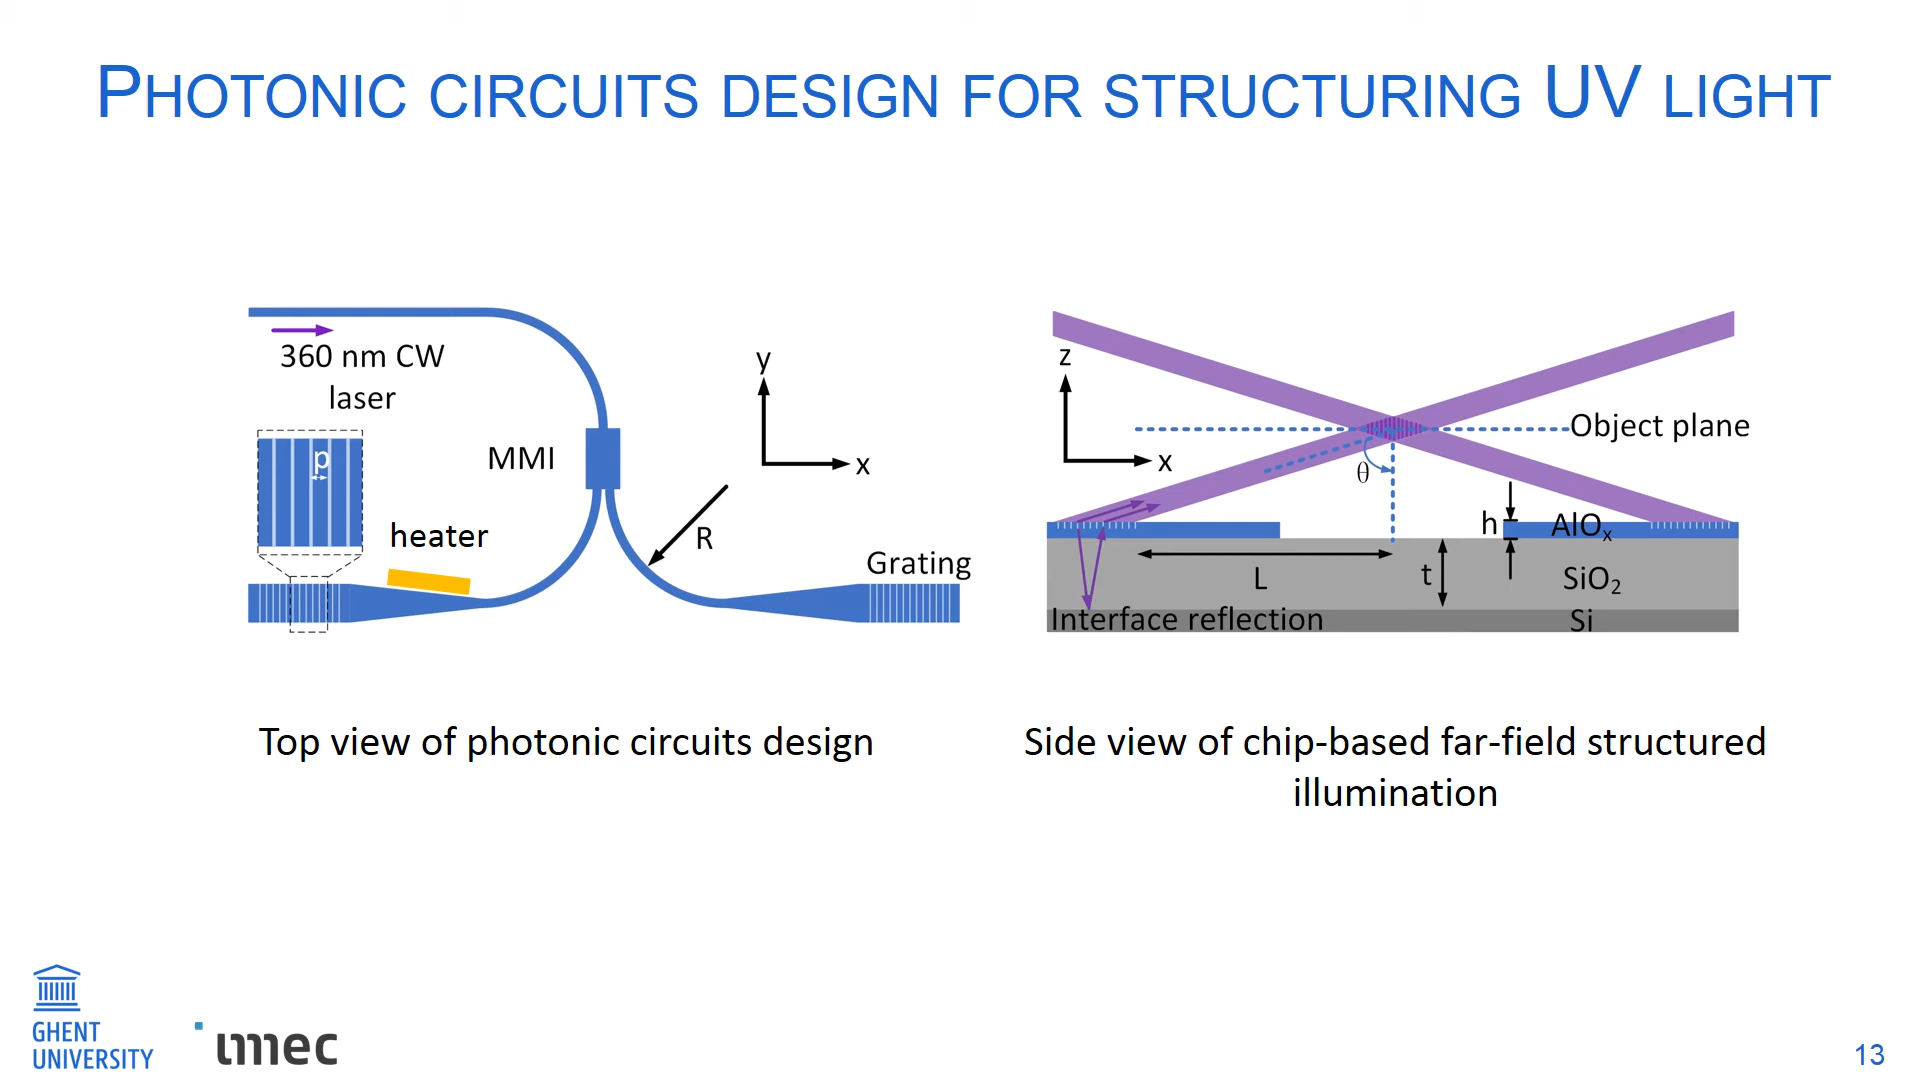 PHOTONIC CIRCUITS DESIGN FOR STRUCTURING UV LIGHT
360 nm CW
laser
p
MMI
heater
R
y
x
Grating
Top view of photonic circuits design
z
x
Object plane
θ
h
AlOₓ
L
t
SiO₂
Interface reflection
Si
Side view of chip-based far-field structured
illumination
GHENT
UNIVERSITY
imec
13